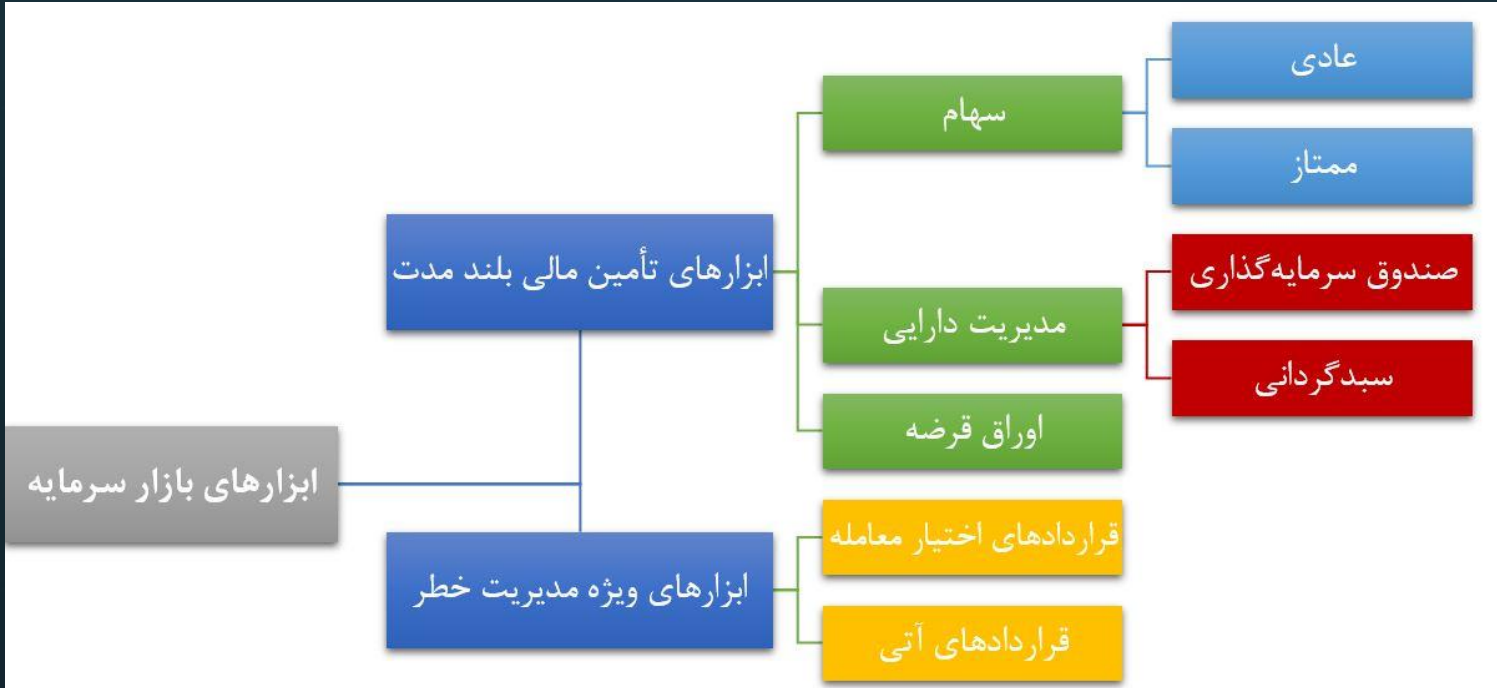 ابزارهای بازار سرمایه
ابزارهای تأمین مالی بلند مدت
سهام
عادی
ممتاز
مدیریت دارایی
صندوق سرمایه‌گذاری
سبدگردانی
اوراق قرضه
ابزارهای ویژه مدیریت خطر
قراردادهای اختیار معامله
قراردادهای آتی